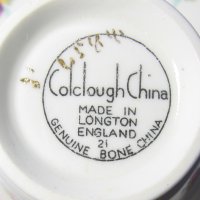 Colclough China
MADE IN
LONGTON
ENGLAND
21
GENUINE BONE CHINA